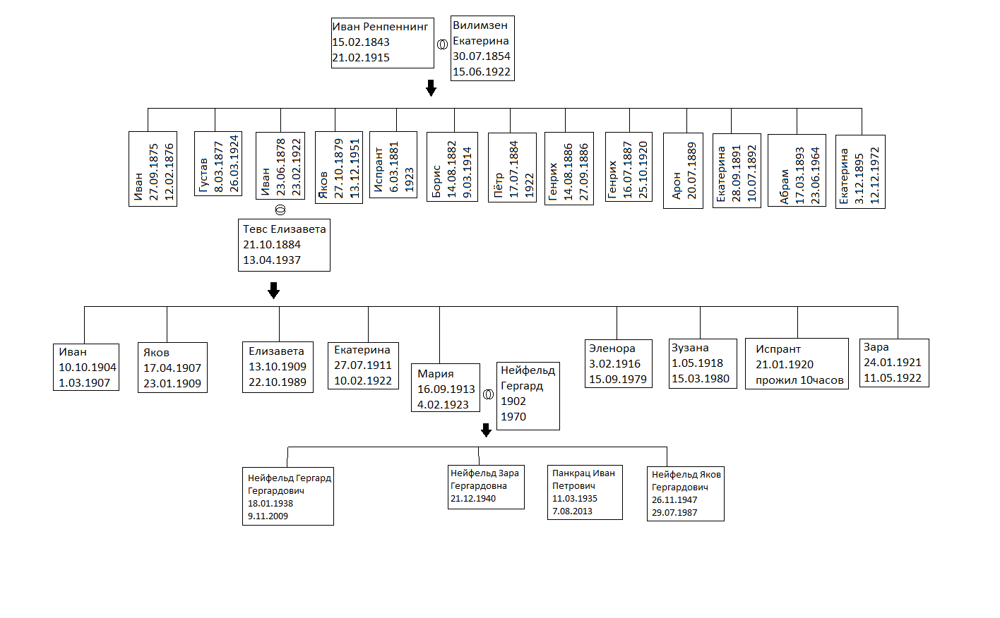 Иван Ренпеннинг
15.02.1843
21.02.1915
Вилимзен
Екатерина
30.07.1854
15.06.1922
Иван
27.09.1875
12.02.1876
Густав
8.03.1877
26.03.1924
Иван
23.06.1878
23.02.1922
Яков
27.10.1879
13.12.1951
Испрант
6.03.1881
1923
Борис
14.08.1882
9.03.1914
Пётр
17.07.1884
1922
Генрих
14.08.1886
27.09.1886
Генрих
16.07.1887
25.10.1920
Арон
20.07.1889
Екатерина
28.09.1891
10.07.1892
Абрам
17.03.1893
23.06.1964
Екатерина
3.12.1895
12.12.1972
Тевс Елизавета
21.10.1884
13.04.1937
Иван
10.10.1904
1.03.1907
Яков
17.04.1907
23.01.1909
Елизавета
13.10.1909
22.10.1989
Екатерина
27.07.1911
10.02.1922
Мария
16.09.1913
4.02.1923
Нейфельд
Гергард
1902
1970
Эленора
3.02.1916
15.09.1979
Зузана
1.05.1918
15.03.1980
Испрант
21.01.1920
прожил 10часов
Зара
24.01.1921
11.05.1922
Нейфельд Гергард
Гергардович
18.01.1938
9.11.2009
Нейфельд Зара
Гергардовна
21.12.1940
Панкрац Иван
Петрович
11.03.1935
7.08.2013
Нейфельд Яков
Гергардович
26.11.1947
29.07.1987